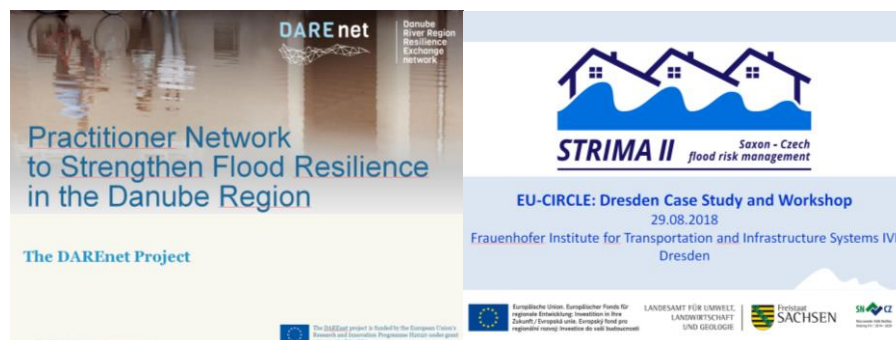 DAREnet
Danube
River Region
Resilience
Exchange
network
Practitioner Network
to Strengthen Flood Resilience
in the Danube Region
The DAREnet Project
The DAREnet project is funded by the European Union's
Research and Innovation Programme
under grant
STRIMA II
Saxon - Czech
flood risk management
EU-CIRCLE: Dresden Case Study and Workshop
29.08.2018
Frauenhofer Institute for Transportation and Infrastructure Systems IVI
Dresden
Europäische Union. Europäischer Fonds für
regionale Entwicklung: Investition in Ihre
Zukunft / Evropská unie. Evropský fond pro
regionální rozvoj: Investice do vaší budoucnosti
LANDESAMT FÜR UMWELT,
LANDWIRTSCHAFT
UND GEOLOGIE
Freistaat
SACHSEN
SN CZ